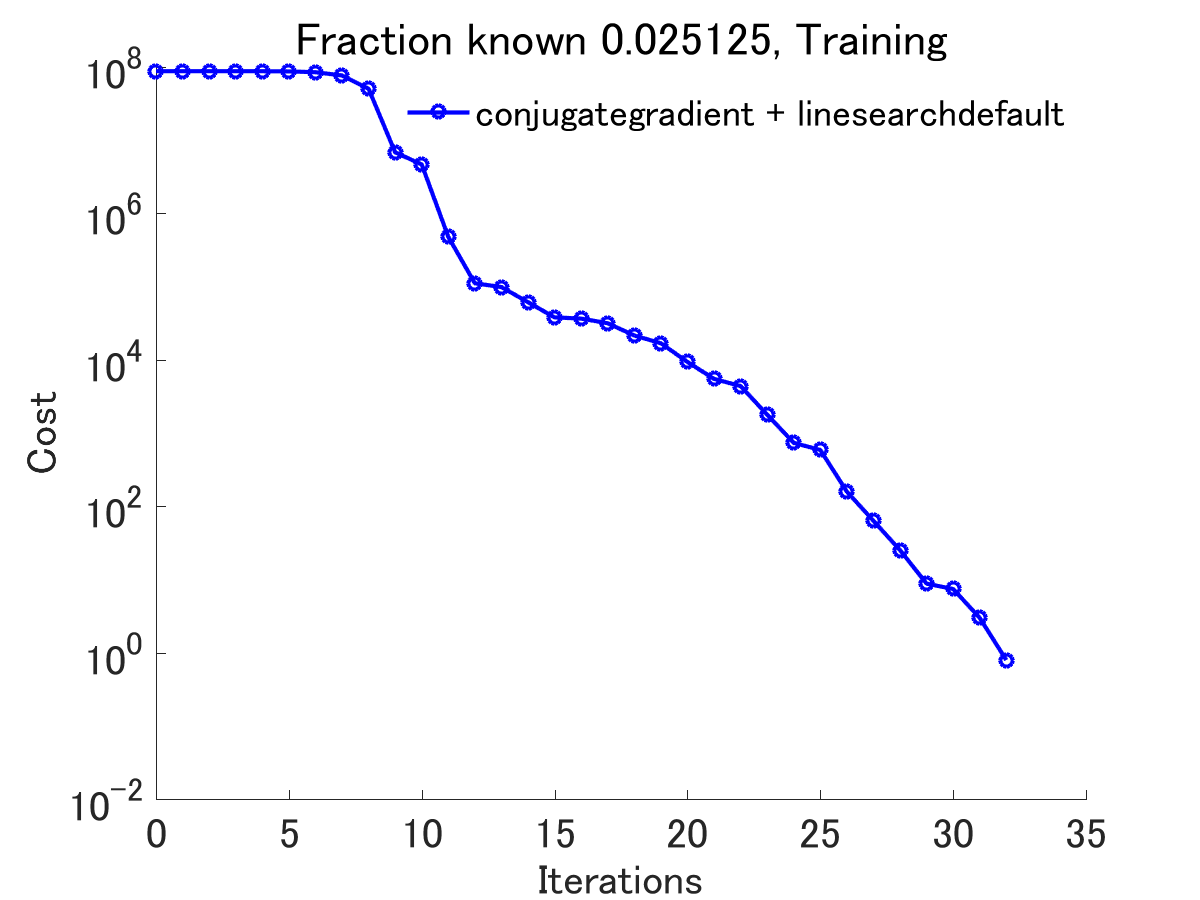 Fraction known 0.025125, Training
conjugategradient + linesearchdefault
10^8
10^6
10^4
10^2
10^0
10^-2
Cost
0 5 10 15 20 25 30 35
Iterations